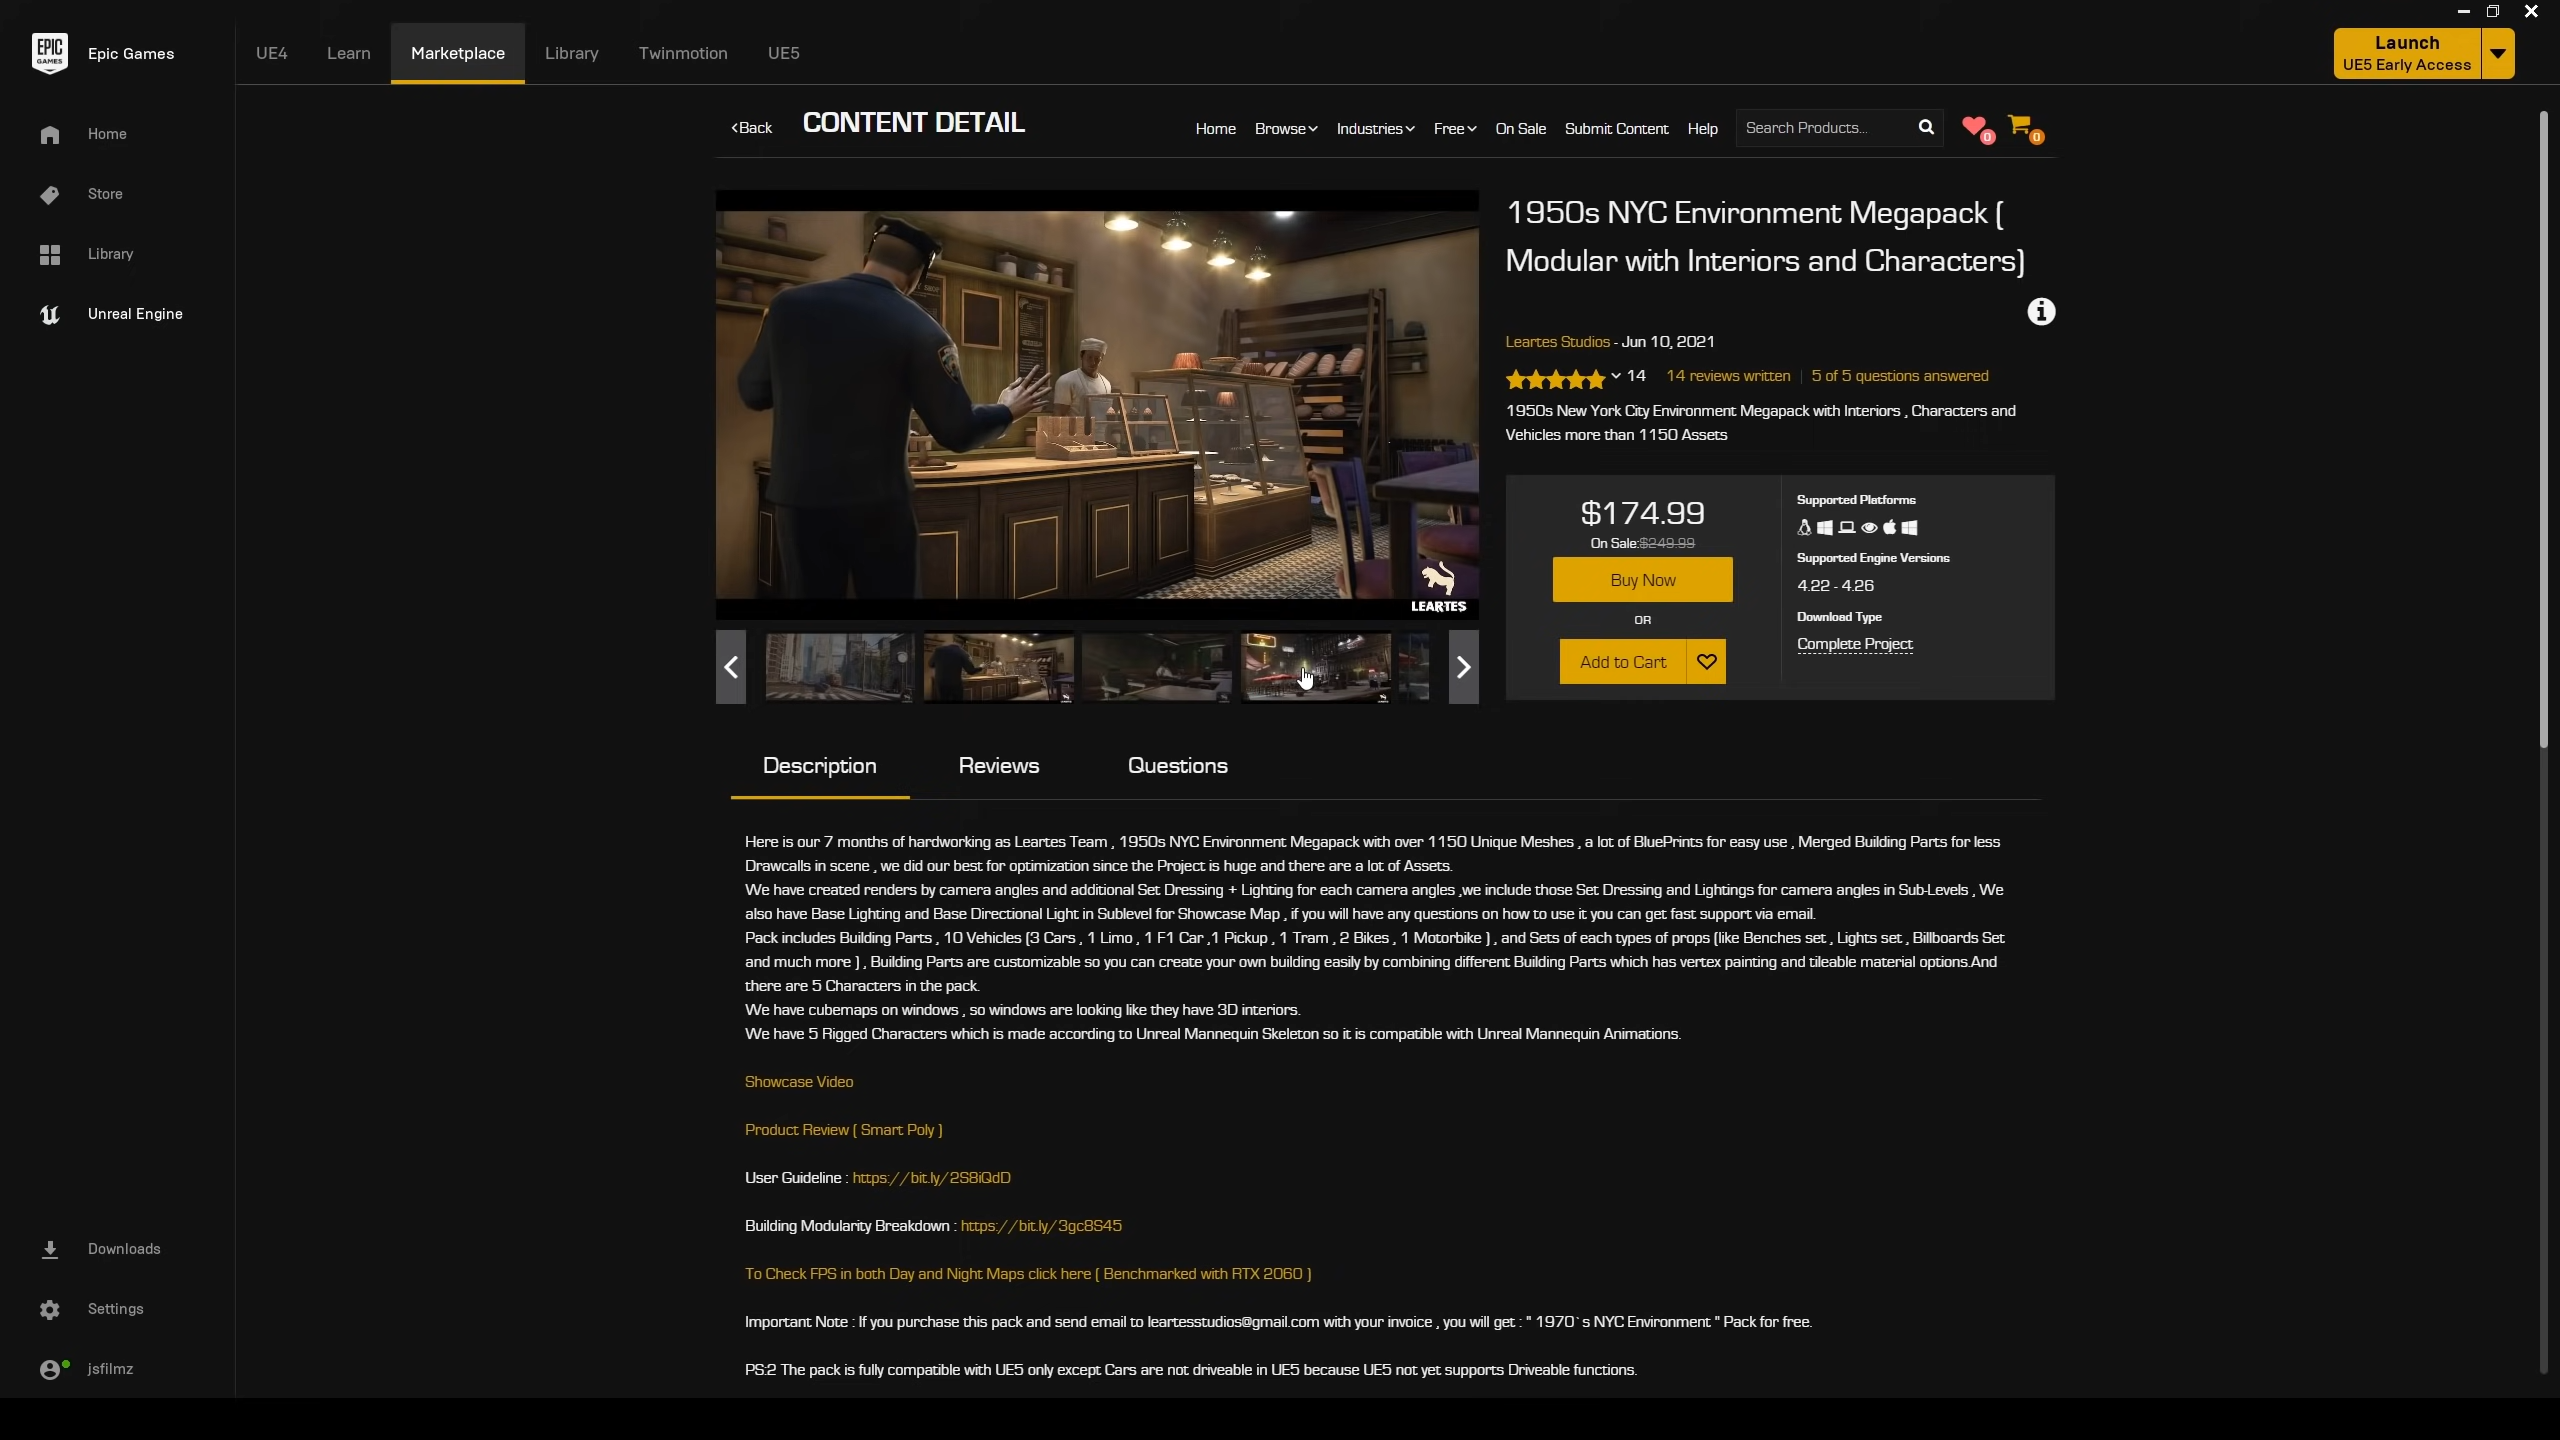 EPIC GAMES
Epic Games
UE4
Learn
Marketplace
Library
Twinmotion
UE5
Launch
UE5 Early Access
Home
Store
Library
Unreal Engine
Downloads
Settings
jsfilmz
Back
CONTENT DETAIL
Home
Browse
Industries
Free
On Sale
Submit Content
Help
Search Products...
0
0
LEARTES
1950s NYC Environment Megapack (
Modular with Interiors and Characters)
Leartes Studios - Jun 10, 2021
14
14 reviews written
5 of 5 questions answered
1950s New York City Environment Megapack with Interiors , Characters and
Vehicles more than 1150 Assets
$174.99
On Sale:$249.99
Buy Now
OR
Add to Cart
Supported Platforms
Supported Engine Versions
4.22 - 4.26
Download Type
Complete Project
Description
Reviews
Questions
Here is our 7 months of hardworking as Leartes Team , 1950s NYC Environment Megapack with over 1150 Unique Meshes , a lot of BluePrints for easy use , Merged Building Parts for less
Drawcalls in scene , we did our best for optimization since the Project is huge and there are a lot of Assets.
We have created renders by camera angles and additional Set Dressing + Lighting for each camera angles ,we include those Set Dressing and Lightings for camera angles in Sub-Levels , We
also have Base Lighting and Base Directional Light in Sublevel for Showcase Map , if you will have any questions on how to use it you can get fast support via email.
Pack includes Building Parts , 10 Vehicles (3 Cars , 1 Limo , 1 F1 Car ,1 Pickup , 1 Tram , 2 Bikes , 1 Motorbike ) , and Sets of each types of props (like Benches set , Lights set , Billboards Set
and much more ) , Building Parts are customizable so you can create your own building easily by combining different Building Parts which has vertex painting and tileable material options.And
there are 5 Characters in the pack.
We have cubemaps on windows , so windows are looking like they have 3D interiors.
We have 5 Rigged Characters which is made according to Unreal Mannequin Skeleton so it is compatible with Unreal Mannequin Animations.
Showcase Video
Product Review ( Smart Poly )
User Guideline : https://bit.ly/2S8iQdD
Building Modularity Breakdown : https://bit.ly/3gc8S45
To Check FPS in both Day and Night Maps click here ( Benchmarked with RTX 2060 )
Important Note : If you purchase this pack and send email to leartesstudios@gmail.com with your invoice , you will get : " 1970`s NYC Environment " Pack for free.
PS:2 The pack is fully compatible with UE5 only except Cars are not driveable in UE5 because UE5 not yet supports Driveable functions.